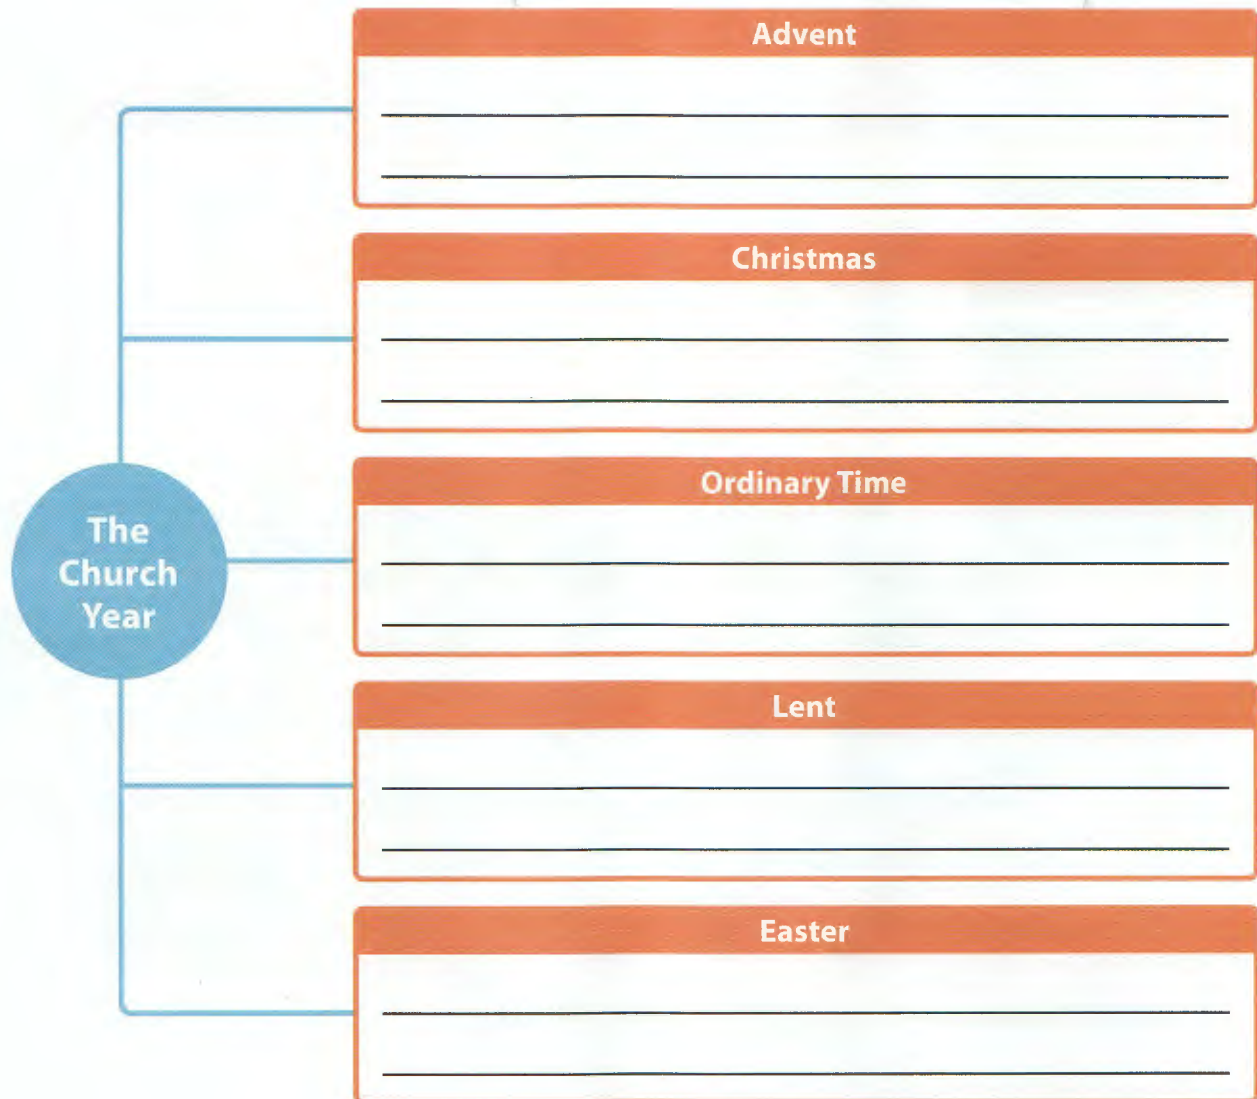 Advent
Christmas
Ordinary Time
The
Church
Year
Lent
Easter